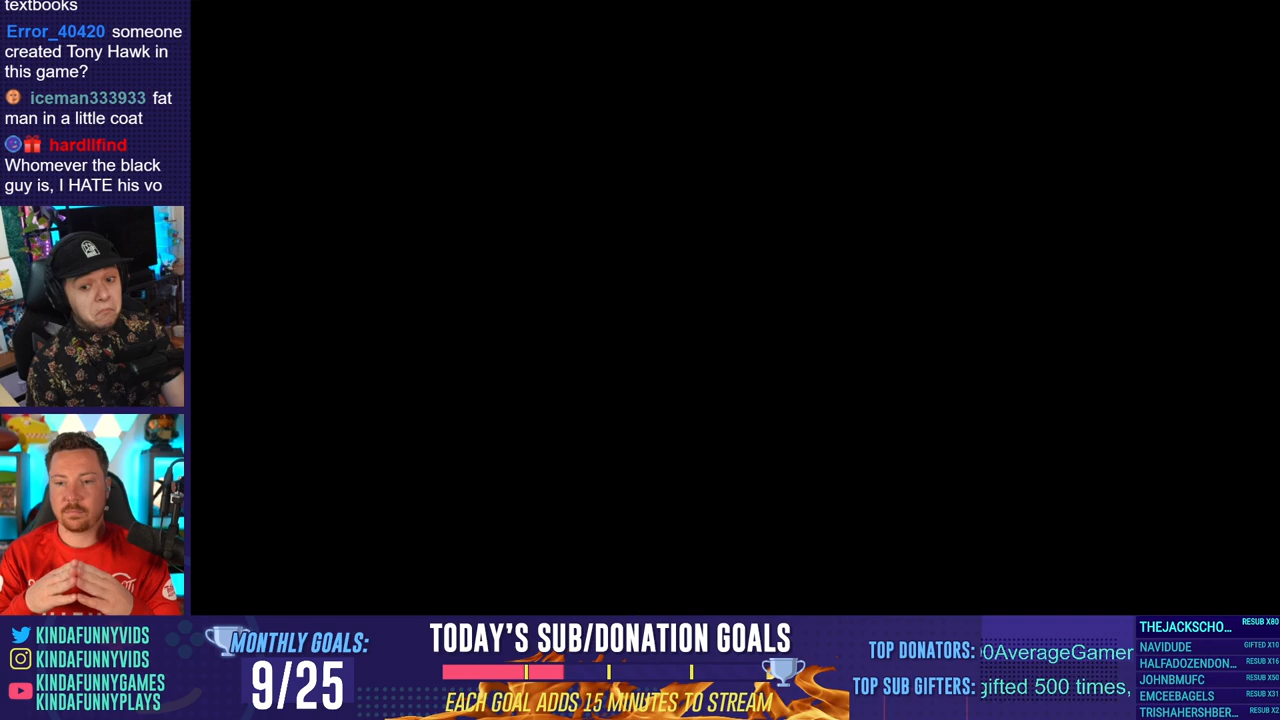 textbooks
Error_40420 someone
created Tony Hawk in
this game?
iceman333933 fat
man in a little coat
hardllfind
Whomever the black
guy is, I HATE his vo
KINDAFUNNYVIDS
KINDAFUNNYVIDS
KINDAFUNNYGAMES
KINDAFUNNYPLAYS
MONTHLY GOALS:
9/25
TODAY'S SUB/DONATION GOALS
EACH GOAL ADDS 15 MINUTES TO STREAM
TOP DONATORS: 0AverageGamer
TOP SUB GIFTERS: gifted 500 times,
THEJACKSCHO... RESUB X80
NAVIDUDE GIFTED X10
HALFADOZENDON... RESUB X16
JOHNBMUFC RESUB X50
EMCEEBAGELS RESUB X31
TRISHAHERSHBER... RESUB X2